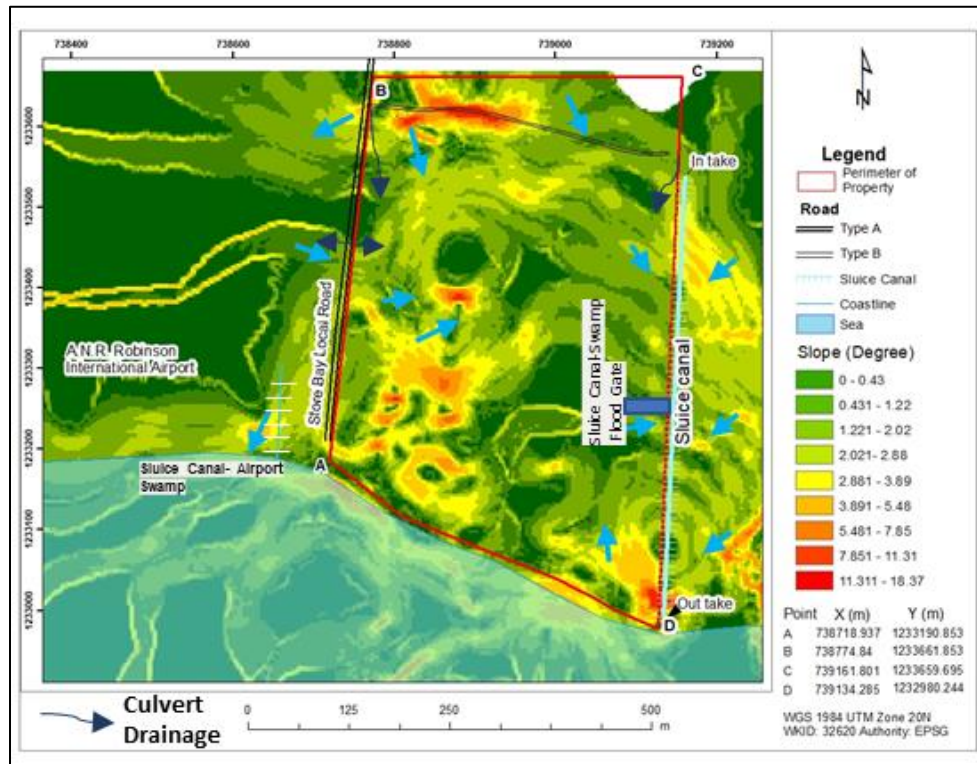 738400 738600 738800 739000 739200
1233600
1233500
1233400
1233300
1233200
1233100
1233000
B
C
A
D
In take
Store Bay Local Road
A.N.R. Robinson
International Airport
Sluice Canal-Swamp
Flood Gate
Sluice canal
Sluice Canal- Airport
Swamp
Out take
N
Legend
Perimeter of
Property
Road
Type A
Type B
Sluice Canal
Coastline
Sea
Slope (Degree)
0 - 0.43
0.431 - 1.22
1.221 - 2.02
2.021 - 2.88
2.881 - 3.89
3.891 - 5.48
5.481 - 7.85
7.851 - 11.31
11.311 - 18.37
Point X (m) Y (m)
A 738718.937 1233190.853
B 738774.84 1233661.853
C 739161.801 1233659.695
D 739134.285 1232980.244
WGS 1984 UTM Zone 20N
WKID: 32620 Authority: EPSG
Culvert
Drainage
0 125 250 500
m